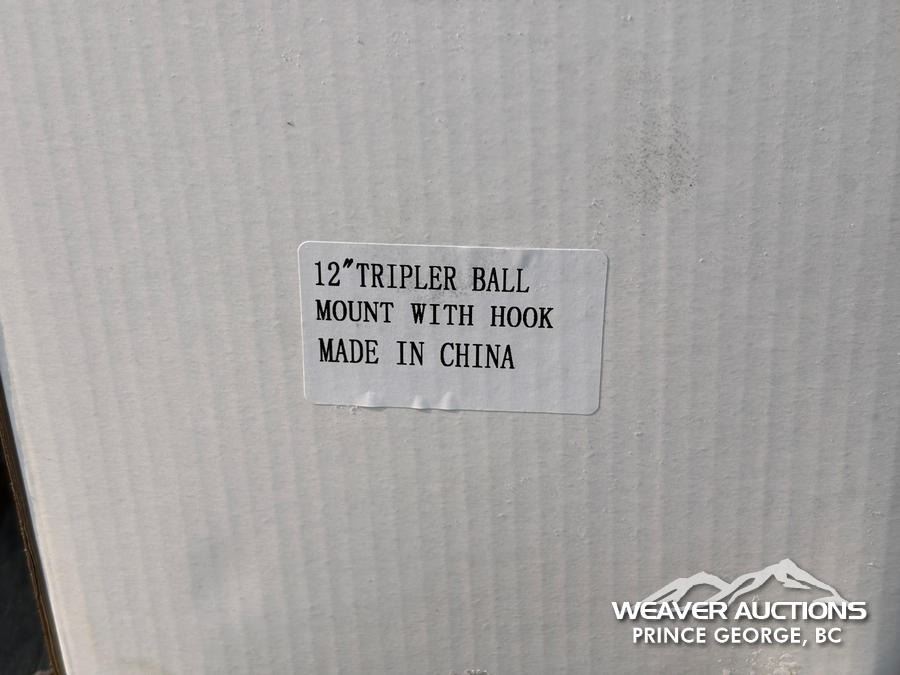 12"TRIPLER BALL
MOUNT WITH HOOK
MADE IN CHINA
WEAVER AUCTIONS
PRINCE GEORGE, BC